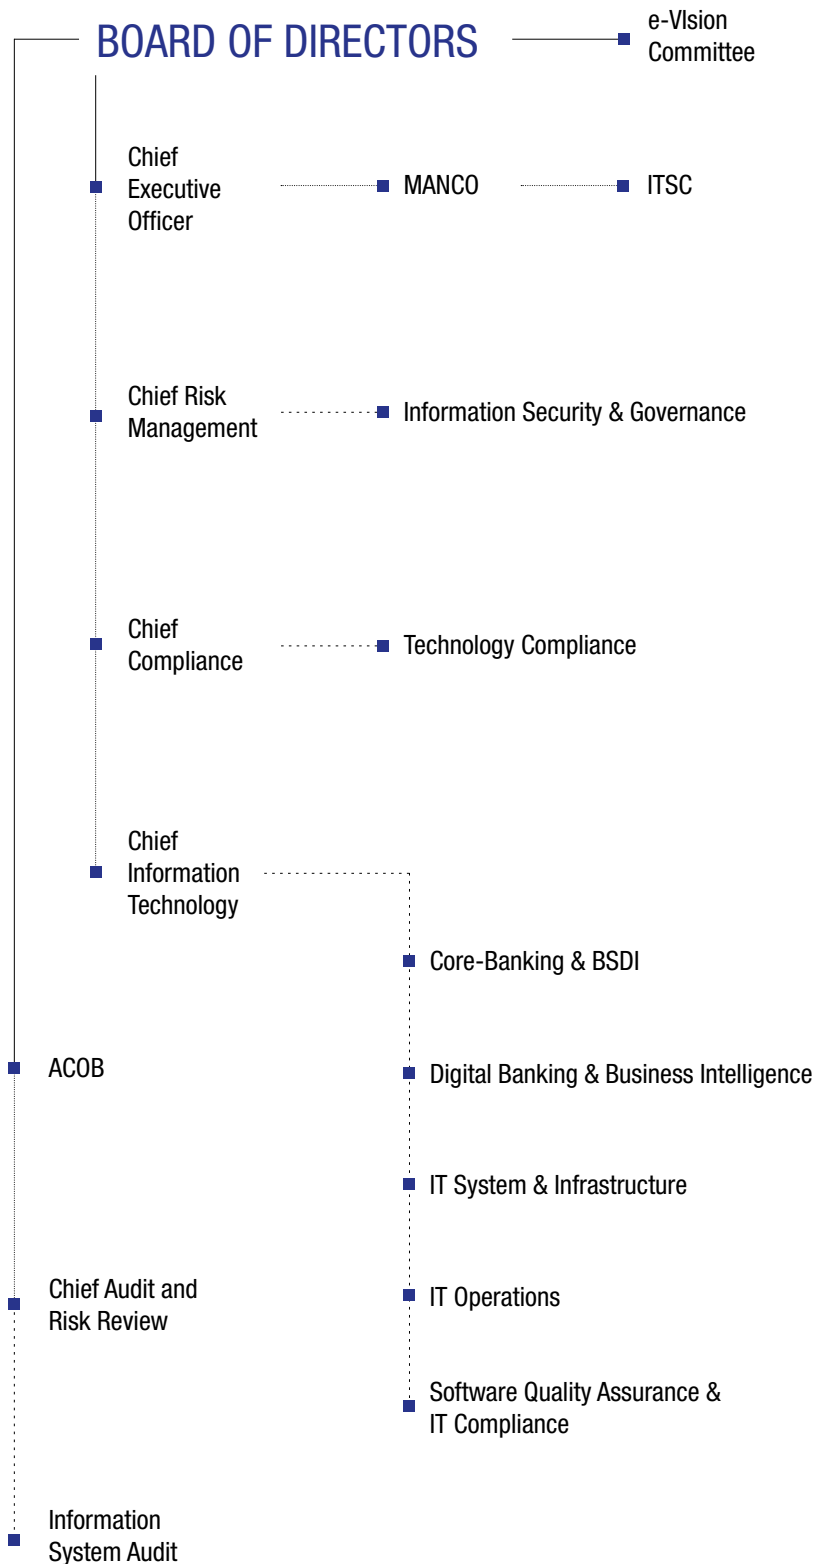 BOARD OF DIRECTORS
e-VIsion
Committee
Chief
Executive
Officer
MANCO
ITSC
Chief Risk
Management
Information Security & Governance
Chief
Compliance
Technology Compliance
Chief
Information
Technology
Core-Banking & BSDI
ACOB
Digital Banking & Business Intelligence
IT System & Infrastructure
Chief Audit and
Risk Review
IT Operations
Software Quality Assurance &
IT Compliance
Information
System Audit